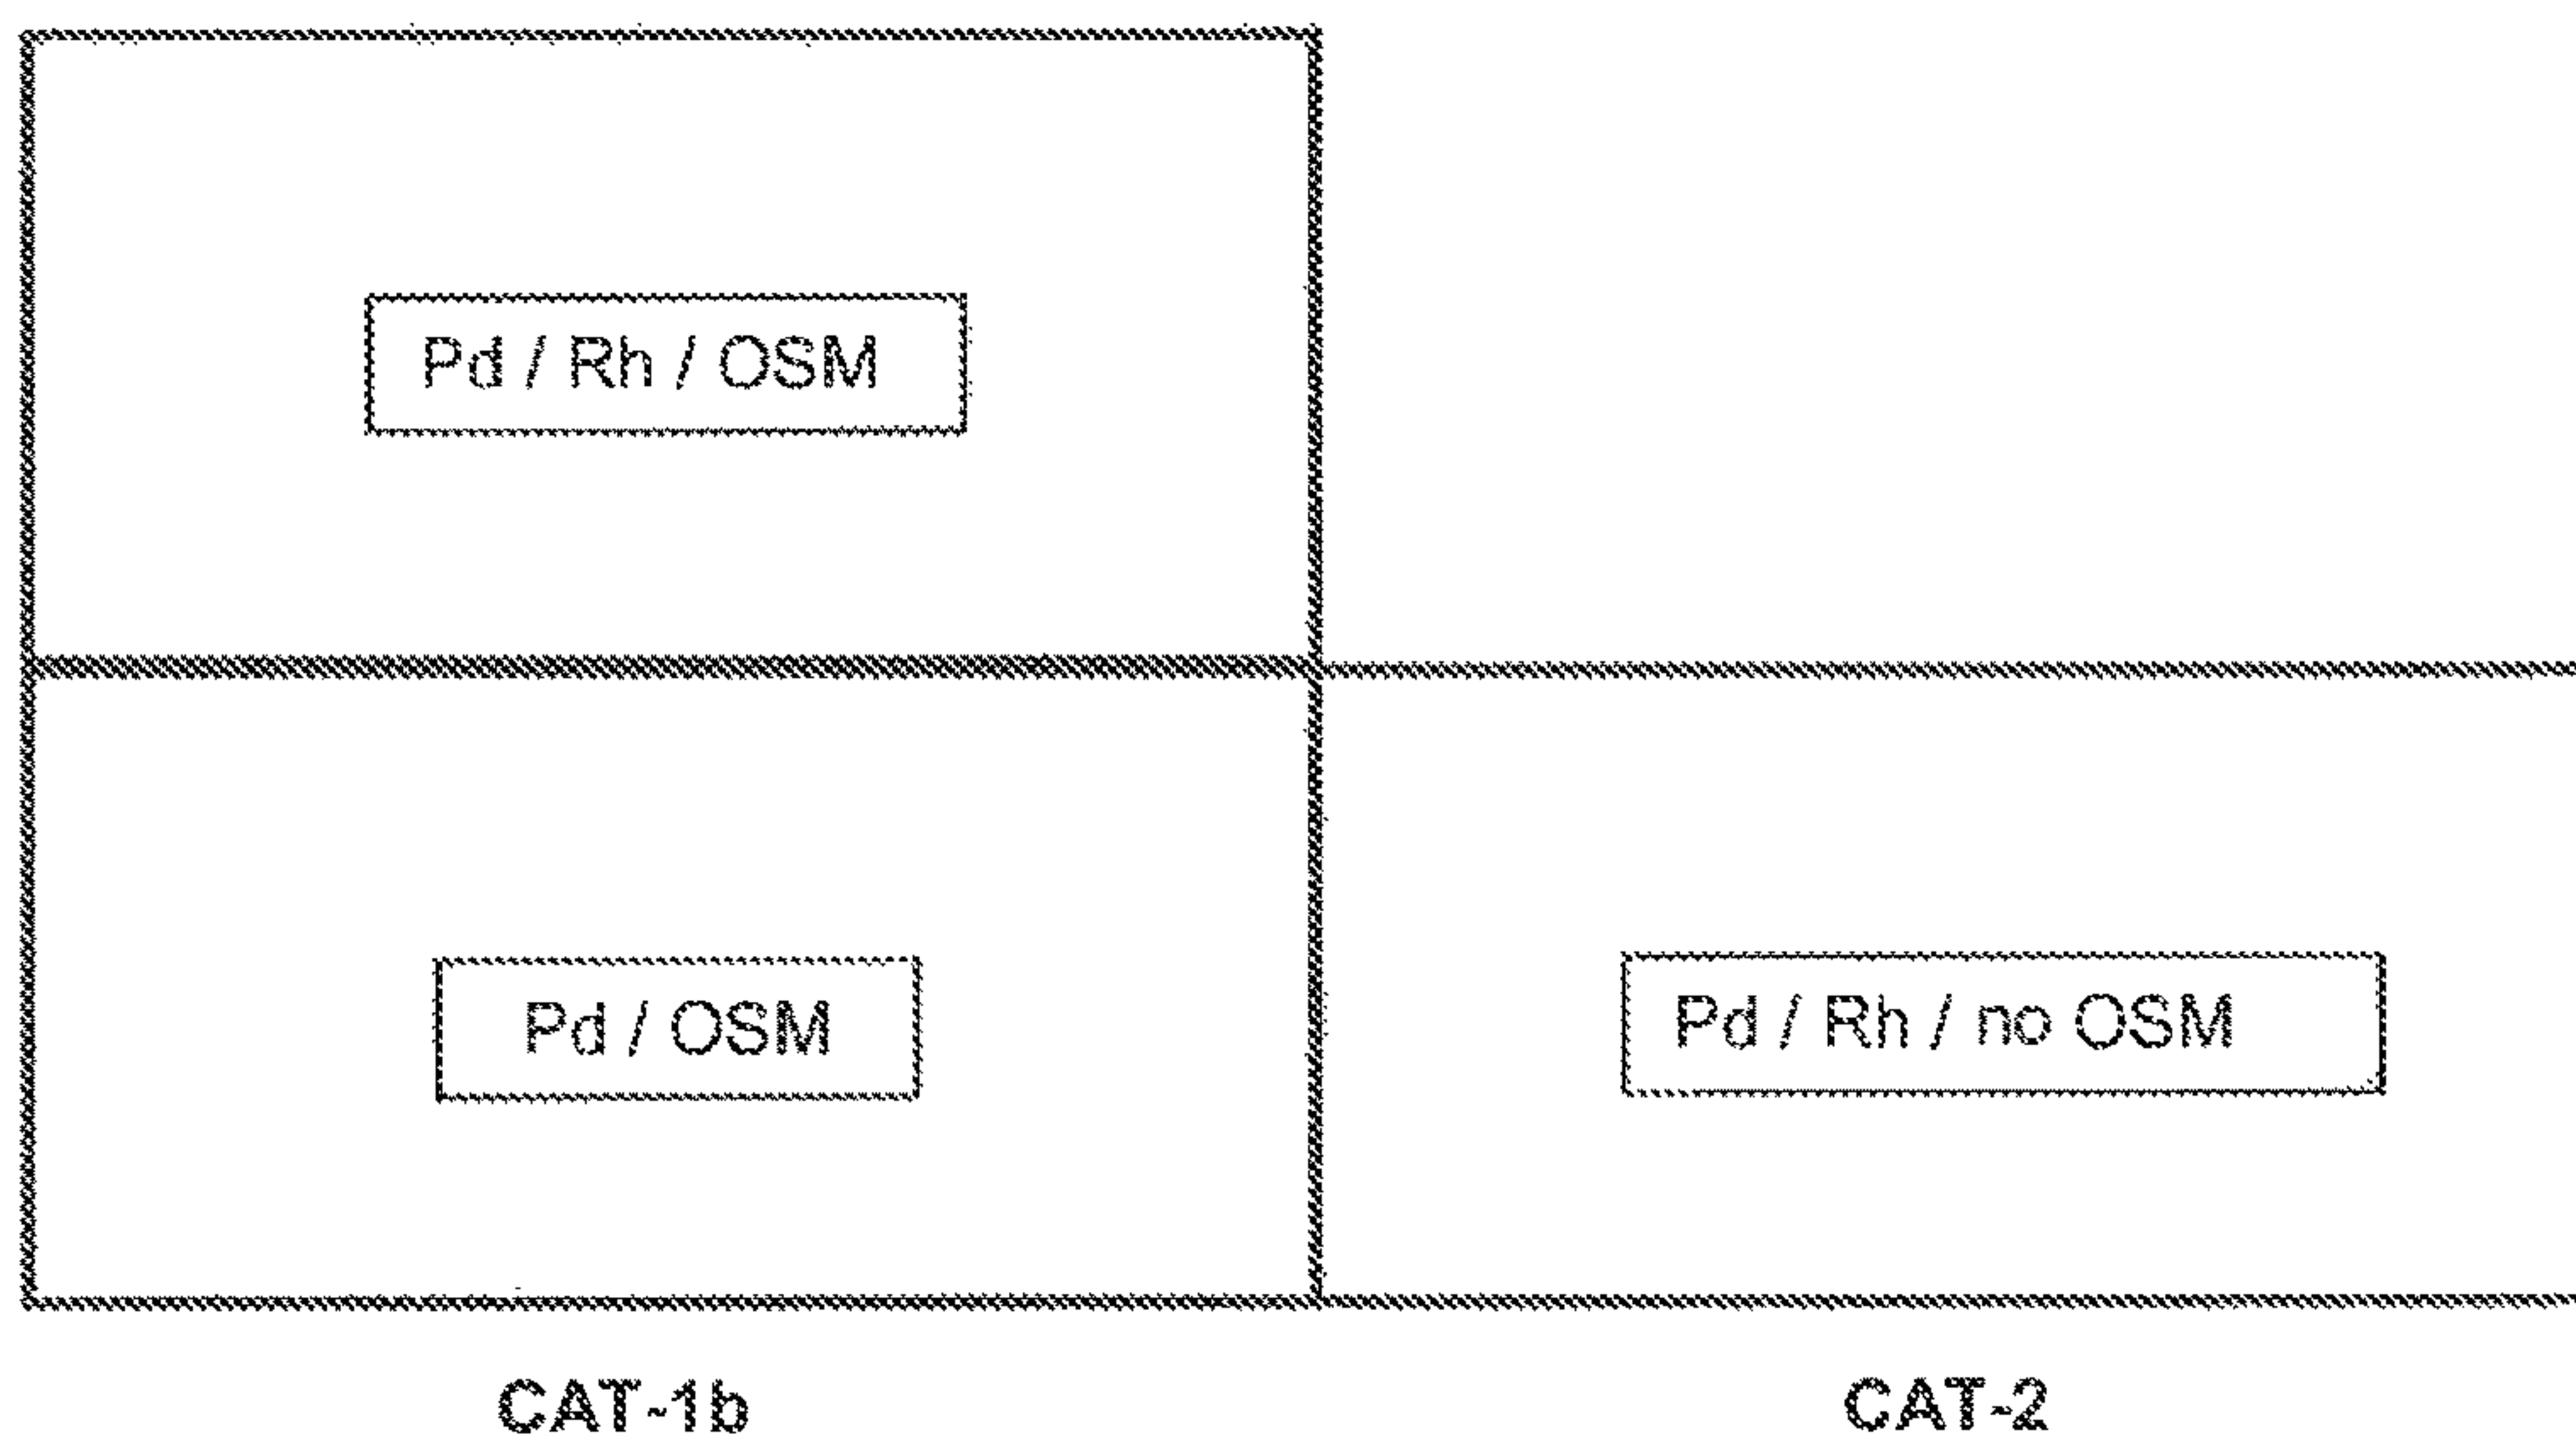 Pd / Rh / OSM
Pd / OSM
Pd / Rh / no OSM
CAT-1b
CAT-2